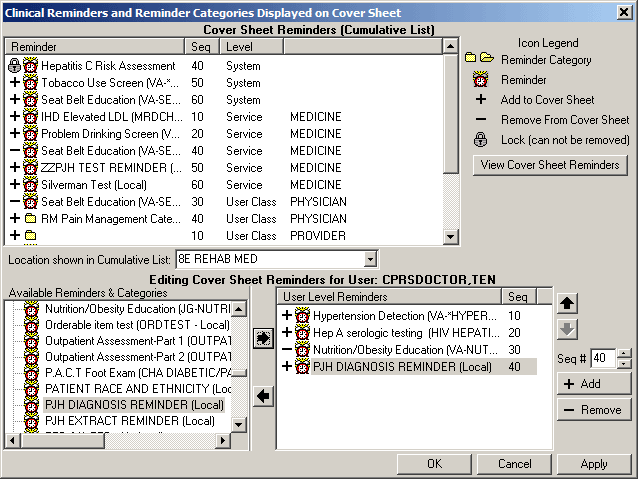 Clinical Reminders and Reminder Categories Displayed on Cover Sheet
Cover Sheet Reminders (Cumulative List)
Reminder Seq Level
Hepatitis C Risk Assessment 40 System
Tobacco Use Screen (VA-*... 50 System
Seat Belt Education (VA-SE... 60 System
IHD Elevated LDL (MRDCH... 10 Service MEDICINE
Problem Drinking Screen (V... 20 Service MEDICINE
Seat Belt Education (VA-SE... 40 Service MEDICINE
ZZPJH TEST REMINDER (... 50 Service MEDICINE
Silverman Test (Local) 60 Service MEDICINE
Seat Belt Education (VA-SE... 30 User Class PHYSICIAN
RM Pain Management Cate... 40 User Class PHYSICIAN
10 User Class PROVIDER
Icon Legend
Reminder Category
Reminder
Add to Cover Sheet
Remove From Cover Sheet
Lock (can not be removed)
View Cover Sheet Reminders
Location shown in Cumulative List: 8E REHAB MED
Editing Cover Sheet Reminders for User: CPRSDOCTOR,TEN
Available Reminders & Categories
Nutrition/Obesity Education (JG-NUTRI
Orderable item test (ORDTEST - Local)
Outpatient Assessment-Part 1 (OUTPAT
Outpatient Assessment-Part 2 (OUTPAT
P.A.C.T Foot Exam (CHA DIABETIC/PA
PATIENT RACE AND ETHNICITY (Local)
PJH DIAGNOSIS REMINDER (Local)
PJH EXTRACT REMINDER (Local)
User Level Reminders Seq
Hypertension Detection (VA-*HYPER... 10
Hep A serologic testing (HIV HEPATI... 20
Nutrition/Obesity Education (VA-NUT... 30
PJH DIAGNOSIS REMINDER (Local) 40
Seq # 40
Add
Remove
OK Cancel Apply